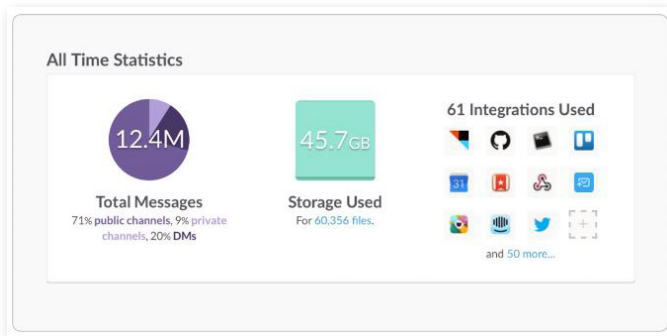 All Time Statistics
12.4M
Total Messages
71% public channels, 9% private
channels, 20% DMs
45.7GB
Storage Used
For 60,356 files.
61 Integrations Used
31
and 50 more...